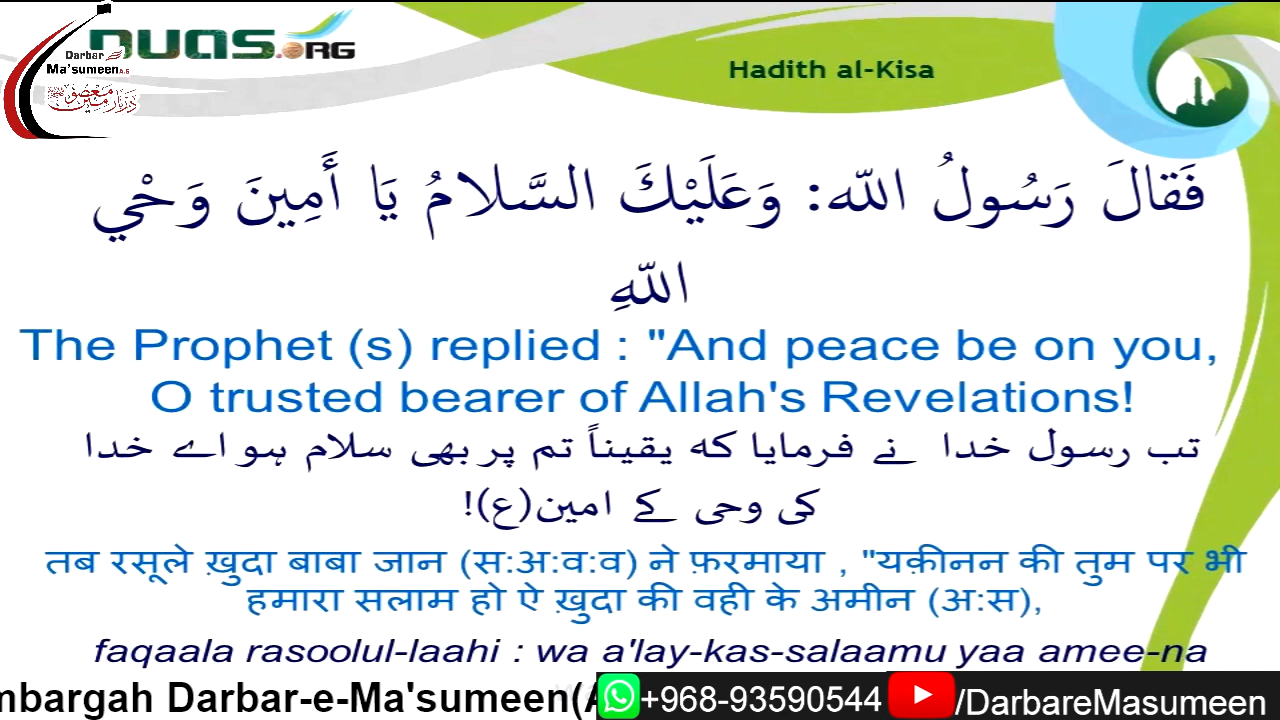 DUAS.ORG
Darbar
Ma'sumeen A.S
Hadith al-Kisa
فَقالَ رَسُولُ اللّه: وَعَلَيْكَ السَّلامُ يَا أَمِينَ وَحْيِ
اللّهِ
The Prophet (s) replied : "And peace be on you,
O trusted bearer of Allah's Revelations!
تب رسول خدا نے فرمایا کہ یقیناً تم پر بھی سلام ہو اے خدا
کی وحی کے امین(ع)!
तब रसूले ख़ुदा बाबा जान (स:अ:व:व) ने फ़रमाया , "यक़ीनन की तुम पर भी
हमारा सलाम हो ऐ ख़ुदा की वही के अमीन (अ:स),
faqaala rasoolul-laahi : wa a'lay-kas-salaamu yaa amee-na
mbargah Darbar-e-Ma'sumeen(A +968-93590544 /DarbareMasumeen